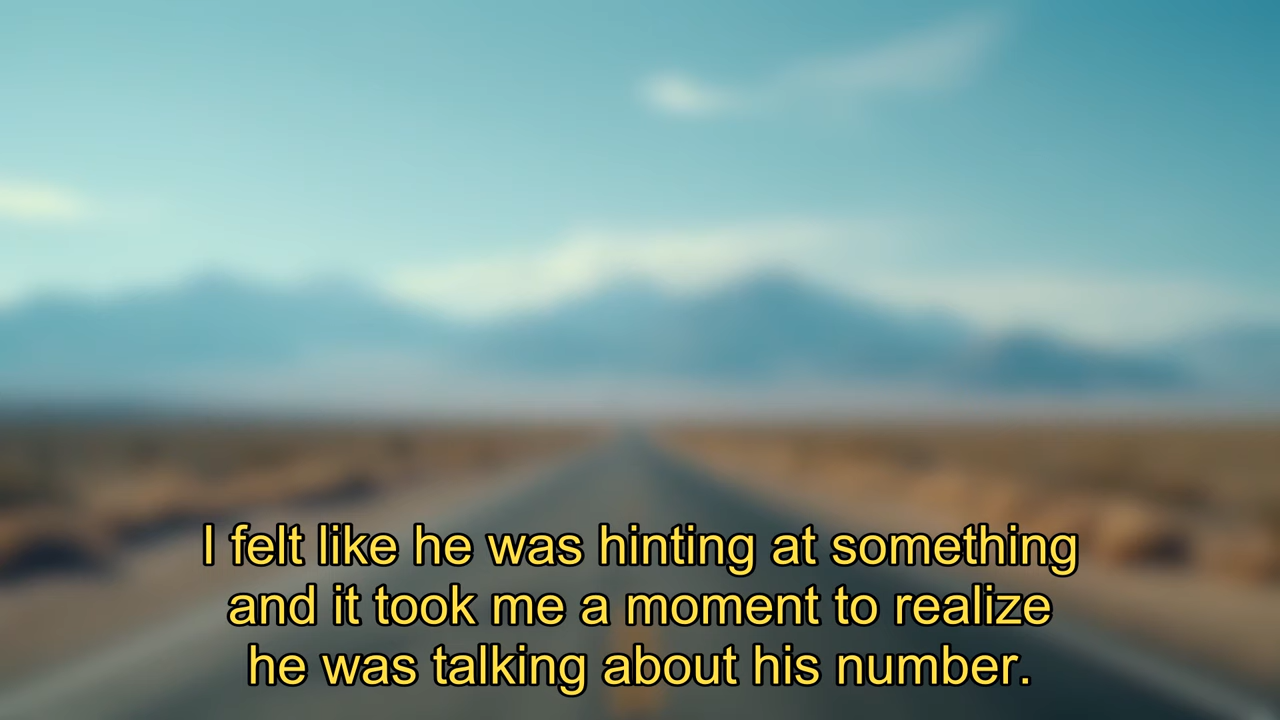 I felt like he was hinting at something
and it took me a moment to realize
he was talking about his number.